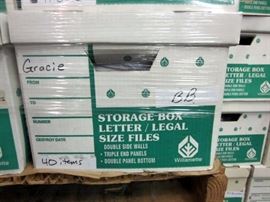 Gracie
FROM
TO
NUMBER
DESTROY DATE
40 items
BB
STORAGE BOX
LETTER / LEGAL
SIZE FILES
• DOUBLE SIDE WALLS
• TRIPLE END PANELS
• DOUBLE PANEL BOTTOM
Willamette
STORAGE BOX
LETTER / LEGAL
SIZE FILES